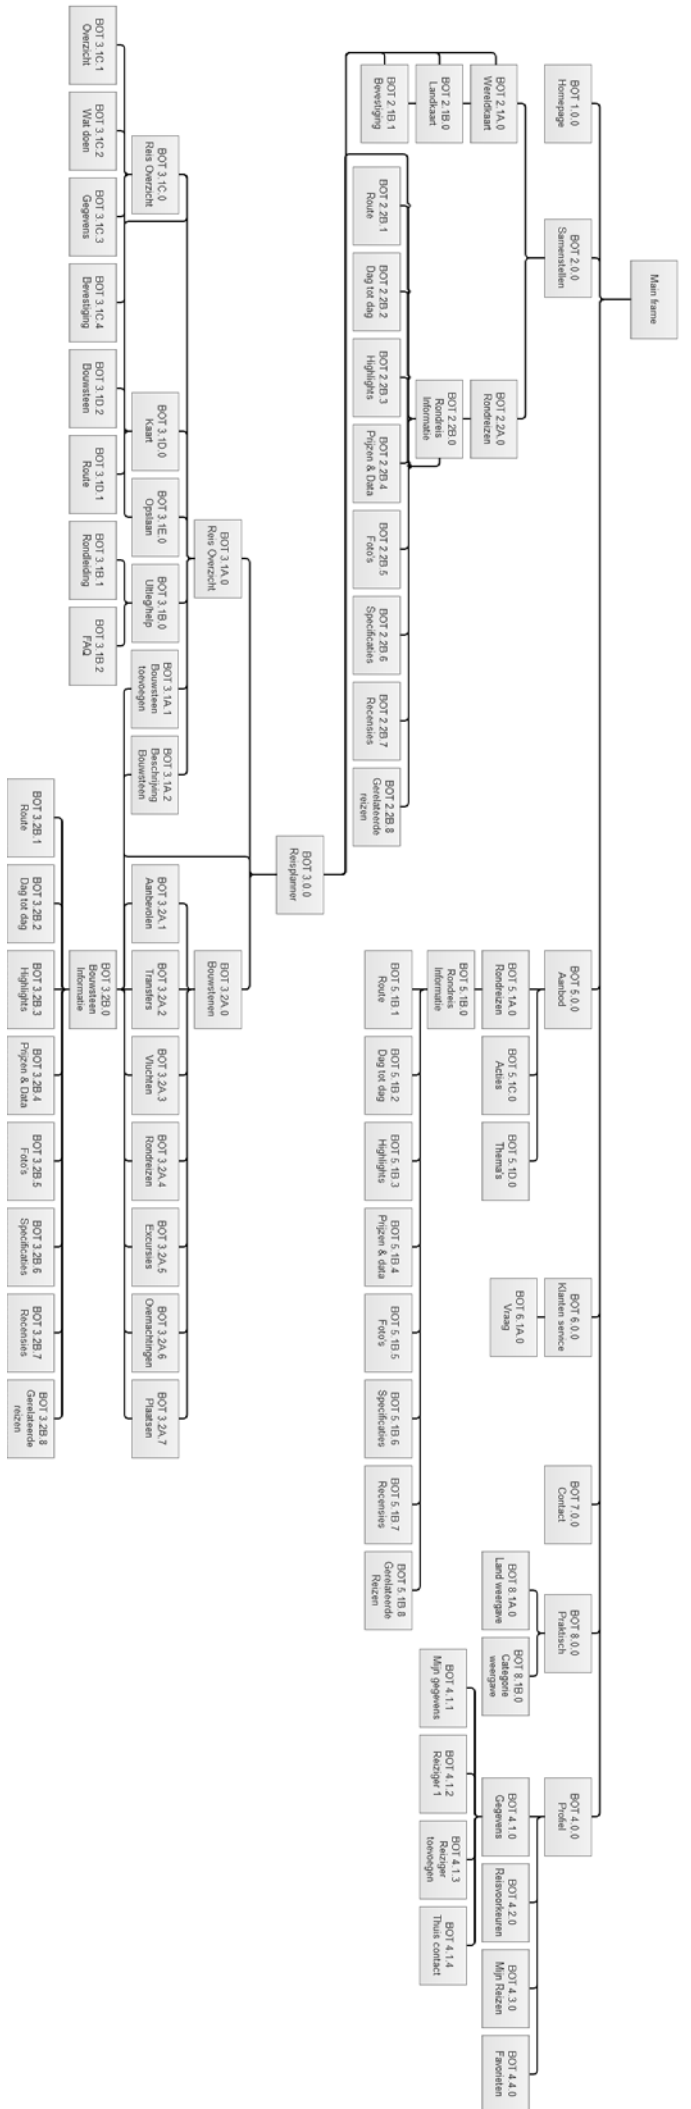 Main frame
BOT 1.0.0
Homepage
BOT 2.0.0
Samenstellen
BOT 5.0.0
Aanbod
BOT 6.0.0
Klanten service
BOT 7.0.0
Contact
BOT 8.0.0
Praktisch
BOT 4.0.0
Profiel
BOT 2.1A.0
Wereldkaart
BOT 2.2A.0
Rondreizen
BOT 5.1A.0
Rondreizen
BOT 5.1C.0
Acties
BOT 5.1D.0
Thema's
BOT 6.1A.0
Vraag
BOT 8.1A.0
Land weergave
BOT 8.1B.0
Categorie
weergave
BOT 4.1.0
Gegevens
BOT 4.2.0
Reisvoorkeuren
BOT 4.3.0
Mijn Reizen
BOT 4.4.0
Favorieten
BOT 2.1B.0
Landkaart
BOT 2.2B.0
Rondreis
Informatie
BOT 5.1B.0
Rondreis
Informatie
BOT 4.1.1
Mijn gegevens
BOT 4.1.2
Reiziger 1
BOT 4.1.3
Reiziger
toevoegen
BOT 4.1.4
Thuis contact
BOT 2.1B.1
Bevestiging
BOT 2.2B.1
Route
BOT 2.2B.2
Dag tot dag
BOT 2.2B.3
Highlights
BOT 2.2B.4
Prijzen & Data
BOT 2.2B.5
Foto's
BOT 2.2B.6
Specificaties
BOT 2.2B.7
Recensies
BOT 2.2B.8
Gerelateerde
reizen
BOT 5.1B.1
Route
BOT 5.1B.2
Dag tot dag
BOT 5.1B.3
Highlights
BOT 5.1B.4
Prijzen & data
BOT 5.1B.5
Foto's
BOT 5.1B.6
Specificaties
BOT 5.1B.7
Recensies
BOT 5.1B.8
Gerelateerde
Reizen
BOT 3.0.0
Reisplanner
BOT 3.1A.0
Reis Overzicht
BOT 3.2A.0
Bouwstenen
BOT 3.1C.0
Reis Overzicht
BOT 3.1D.0
Kaart
BOT 3.1E.0
Opslaan
BOT 3.1B.0
Uitleg/help
BOT 3.1A.1
Bouwsteen
toevoegen
BOT 3.1A.2
Beschrijving
Bouwsteen
BOT 3.2A.1
Aanbevolen
BOT 3.2A.2
Transfers
BOT 3.2A.3
Vluchten
BOT 3.2A.4
Rondreizen
BOT 3.2A.5
Excursies
BOT 3.2A.6
Overnachtingen
BOT 3.2A.7
Plaatsen
BOT 3.1C.1
Overzicht
BOT 3.1C.2
Wat doen
BOT 3.1C.3
Gegevens
BOT 3.1C.4
Bevestiging
BOT 3.1D.2
Bouwsteen
BOT 3.1D.1
Route
BOT 3.1B.1
Rondleiding
BOT 3.1B.2
FAQ
BOT 3.2B.0
Bouwsteen
Informatie
BOT 3.2B.1
Route
BOT 3.2B.2
Dag tot dag
BOT 3.2B.3
Highlights
BOT 3.2B.4
Prijzen & Data
BOT 3.2B.5
Foto's
BOT 3.2B.6
Specificaties
BOT 3.2B.7
Recensies
BOT 3.2B.8
Gerelateerde
reizen